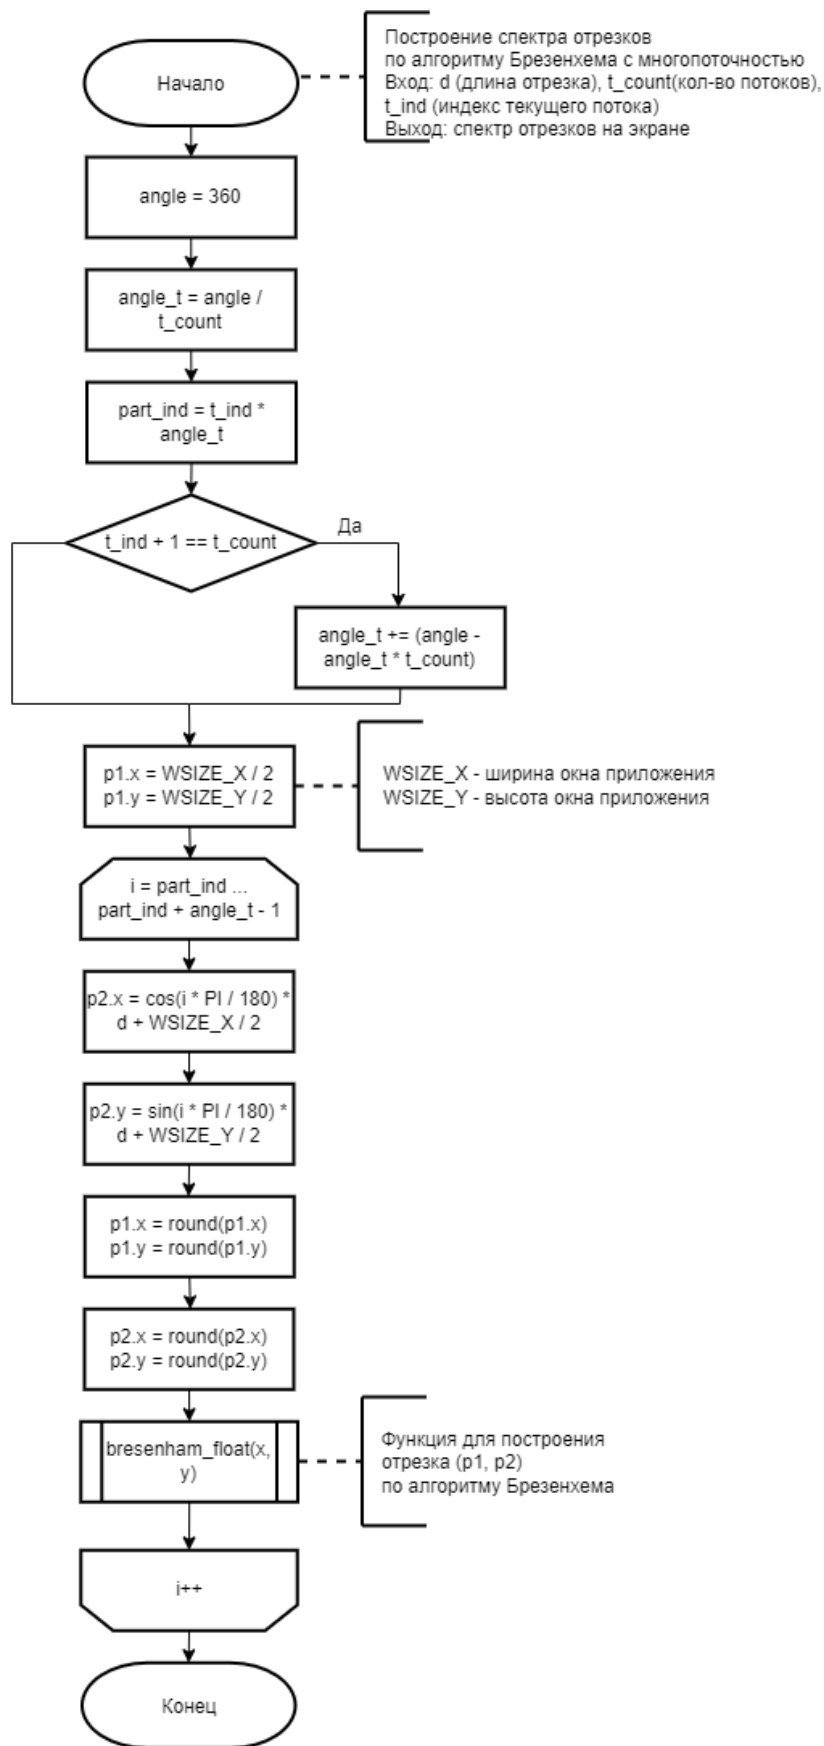 Начало
Построение спектра отрезков
по алгоритму Брезенхема с многопоточностью
Вход: d (длина отрезка), t_count(кол-во потоков),
t_ind (индекс текущего потока)
Выход: спектр отрезков на экране
angle = 360
angle_t = angle /
t_count
part_ind = t_ind *
angle_t
t_ind + 1 == t_count
Да
angle_t += (angle -
angle_t * t_count)
p1.x = WSIZE_X / 2
p1.y = WSIZE_Y / 2
WSIZE_X - ширина окна приложения
WSIZE_Y - высота окна приложения
i = part_ind ...
part_ind + angle_t - 1
p2.x = cos(i * PI / 180) *
d + WSIZE_X / 2
p2.y = sin(i * PI / 180) *
d + WSIZE_Y / 2
p1.x = round(p1.x)
p1.y = round(p1.y)
p2.x = round(p2.x)
p2.y = round(p2.y)
bresenham_float(x,
y)
Функция для построения
отрезка (p1, p2)
по алгоритму Брезенхема
i++
Конец